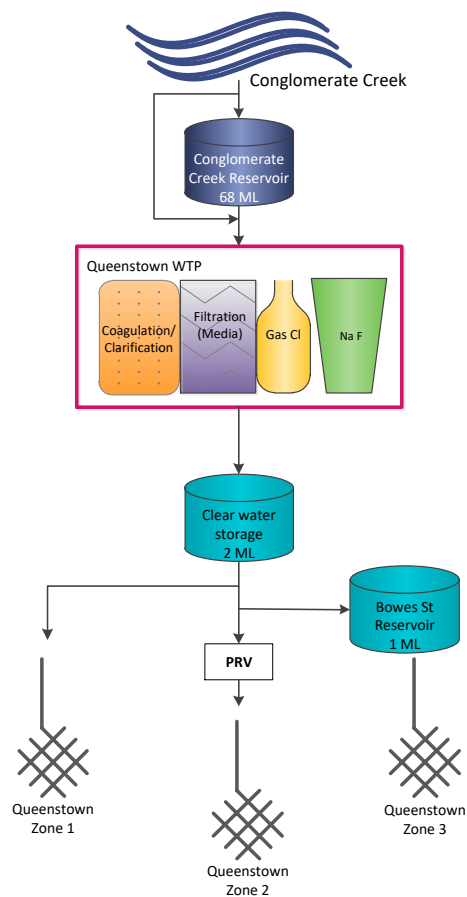 Conglomerate Creek
Conglomerate
Creek Reservoir
68 ML
Queenstown WTP
Coagulation/
Clarification
Filtration
(Media)
Gas Cl
Na F
Clear water
storage
2 ML
Bowes St
Reservoir
1 ML
PRV
Queenstown
Zone 1
Queenstown
Zone 3
Queenstown
Zone 2